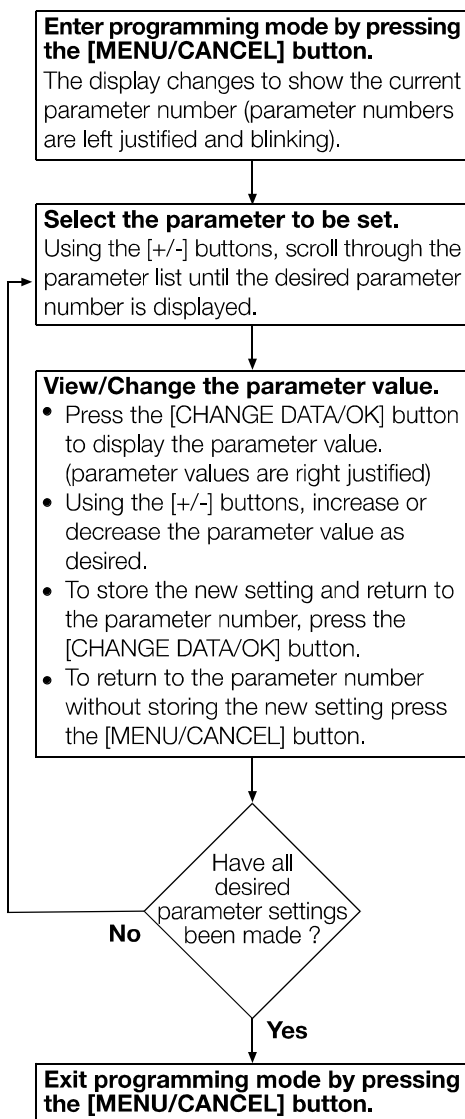 Enter programming mode by pressing
the [MENU/CANCEL] button.
The display changes to show the current
parameter number (parameter numbers
are left justified and blinking).
Select the parameter to be set.
Using the [+/-] buttons, scroll through the
parameter list until the desired parameter
number is displayed.
View/Change the parameter value.
• Press the [CHANGE DATA/OK] button
to display the parameter value.
(parameter values are right justified)
• Using the [+/-] buttons, increase or
decrease the parameter value as
desired.
• To store the new setting and return to
the parameter number, press the
[CHANGE DATA/OK] button.
• To return to the parameter number
without storing the new setting press
the [MENU/CANCEL] button.
Have all
desired
parameter settings
been made ?
No
Yes
Exit programming mode by pressing
the [MENU/CANCEL] button.